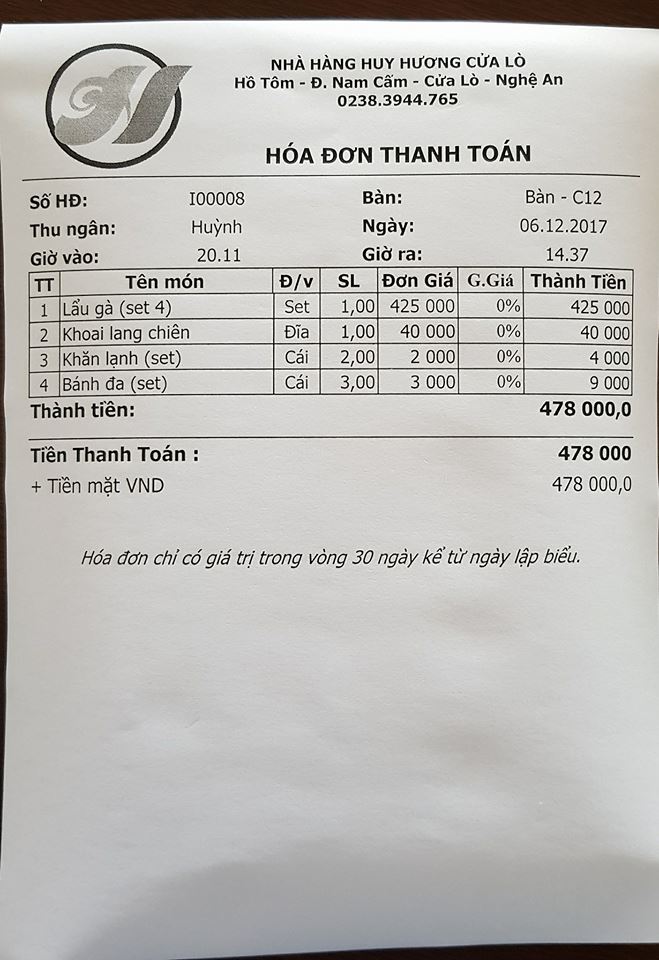 NHÀ HÀNG HUY HƯƠNG CỬA LÒ
Hồ Tôm - Đ. Nam Cấm - Cửa Lò - Nghệ An
0238.3944.765
HÓA ĐƠN THANH TOÁN
Số HĐ: I00008 Bàn: Bàn - C12
Thu ngân: Huỳnh Ngày: 06.12.2017
Giờ vào: 20.11 Giờ ra: 14.37
TT Tên món Đ/v SL Đơn Giá G.Giá Thành Tiền
1 Lẩu gà (set 4) Set 1,00 425 000 0% 425 000
2 Khoai lang chiên Đĩa 1,00 40 000 0% 40 000
3 Khăn lạnh (set) Cái 2,00 2 000 0% 4 000
4 Bánh đa (set) Cái 3,00 3 000 0% 9 000
Thành tiền: 478 000,0
Tiền Thanh Toán : 478 000
+ Tiền mặt VND 478 000,0
Hóa đơn chỉ có giá trị trong vòng 30 ngày kể từ ngày lập biểu.